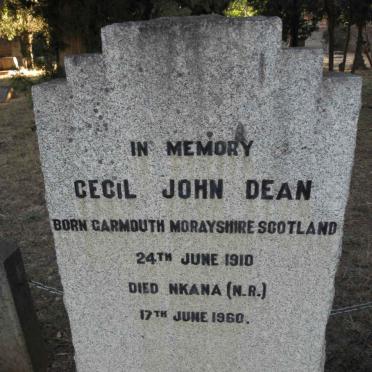 IN MEMORY
CECIL JOHN DEAN
BORN GARMOUTH MORAYSHIRE SCOTLAND
24TH JUNE 1910
DIED NKANA (N.R.)
17TH JUNE 1960.